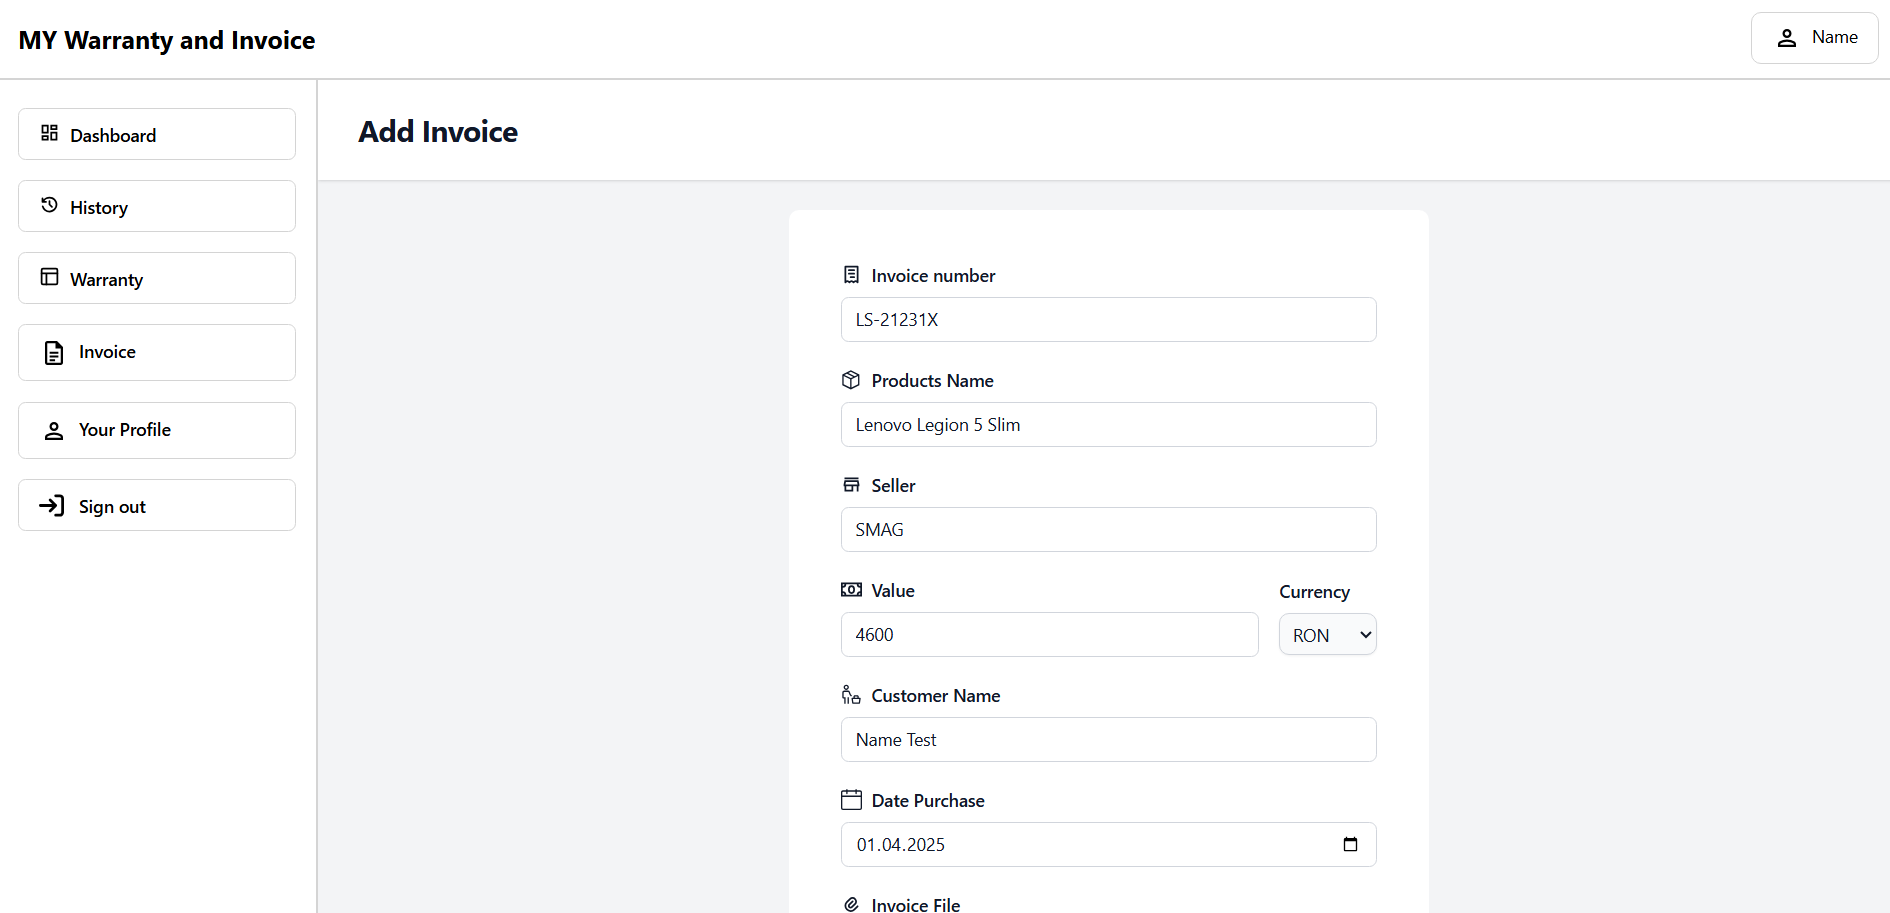 MY Warranty and Invoice
Name
Dashboard
History
Warranty
Invoice
Your Profile
Sign out
Add Invoice
Invoice number
LS-21231X
Products Name
Lenovo Legion 5 Slim
Seller
SMAG
Value
Currency
4600
RON
Customer Name
Name Test
Date Purchase
01.04.2025
Invoice File